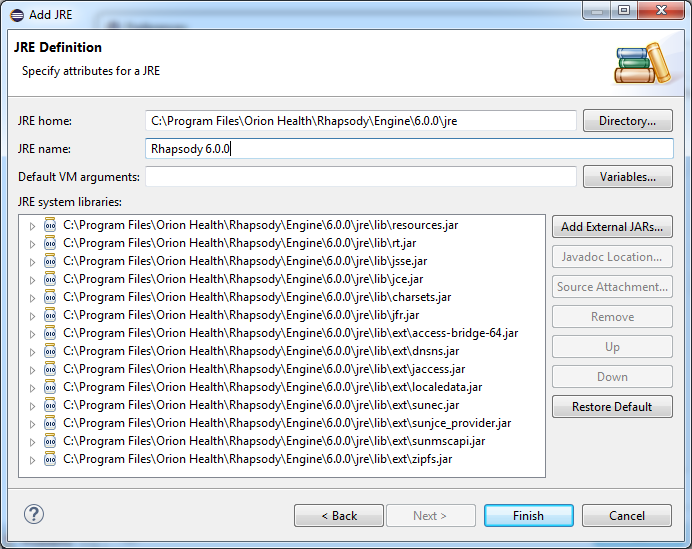 Add JRE
JRE Definition
Specify attributes for a JRE
JRE home: C:\Program Files\Orion Health\Rhapsody\Engine\6.0.0\jre Directory...
JRE name: Rhapsody 6.0.0
Default VM arguments: Variables...
JRE system libraries:
C:\Program Files\Orion Health\Rhapsody\Engine\6.0.0\jre\lib\resources.jar Add External JARs...
C:\Program Files\Orion Health\Rhapsody\Engine\6.0.0\jre\lib\rt.jar
C:\Program Files\Orion Health\Rhapsody\Engine\6.0.0\jre\lib\jsse.jar Javadoc Location...
C:\Program Files\Orion Health\Rhapsody\Engine\6.0.0\jre\lib\jce.jar
C:\Program Files\Orion Health\Rhapsody\Engine\6.0.0\jre\lib\charsets.jar Source Attachment...
C:\Program Files\Orion Health\Rhapsody\Engine\6.0.0\jre\lib\jfr.jar Remove
C:\Program Files\Orion Health\Rhapsody\Engine\6.0.0\jre\lib\ext\access-bridge-64.jar
C:\Program Files\Orion Health\Rhapsody\Engine\6.0.0\jre\lib\ext\dnsns.jar Up
C:\Program Files\Orion Health\Rhapsody\Engine\6.0.0\jre\lib\ext\jaccess.jar Down
C:\Program Files\Orion Health\Rhapsody\Engine\6.0.0\jre\lib\ext\localedata.jar
C:\Program Files\Orion Health\Rhapsody\Engine\6.0.0\jre\lib\ext\sunec.jar Restore Default
C:\Program Files\Orion Health\Rhapsody\Engine\6.0.0\jre\lib\ext\sunjce_provider.jar
C:\Program Files\Orion Health\Rhapsody\Engine\6.0.0\jre\lib\ext\sunmscapi.jar
C:\Program Files\Orion Health\Rhapsody\Engine\6.0.0\jre\lib\ext\zipfs.jar
? < Back Next > Finish Cancel